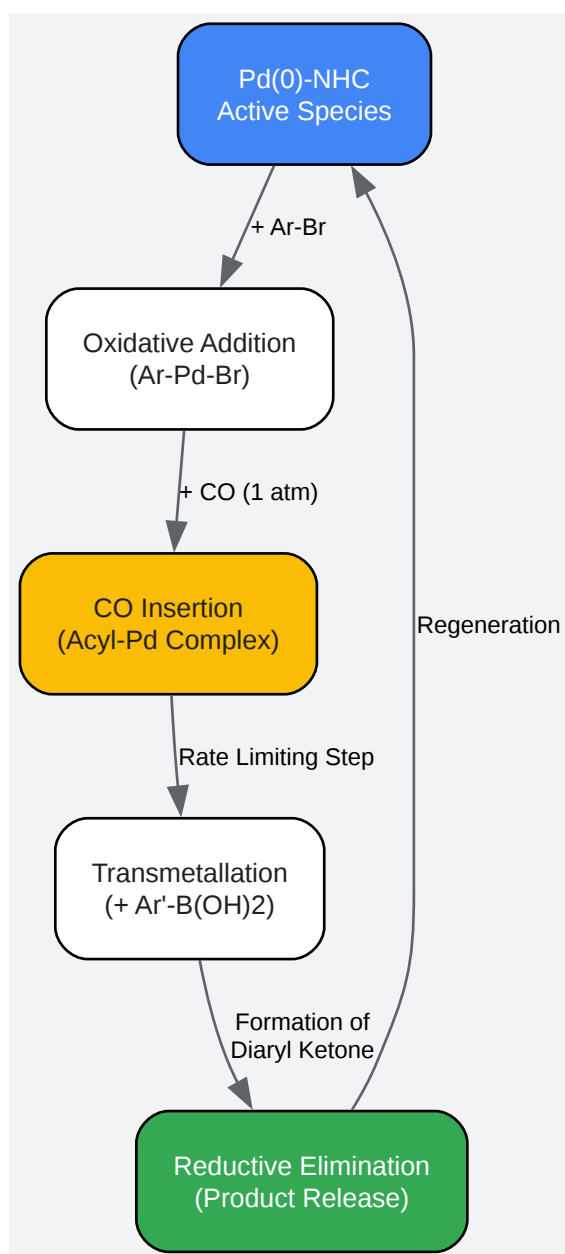 Pd(0)-NHC
Active Species
+ Ar-Br
Oxidative Addition
(Ar-Pd-Br)
+ CO (1 atm)
CO Insertion
(Acyl-Pd Complex)
Regeneration
Rate Limiting Step
Transmetallation
(+ Ar'-B(OH)2)
Formation of
Diaryl Ketone
Reductive Elimination
(Product Release)